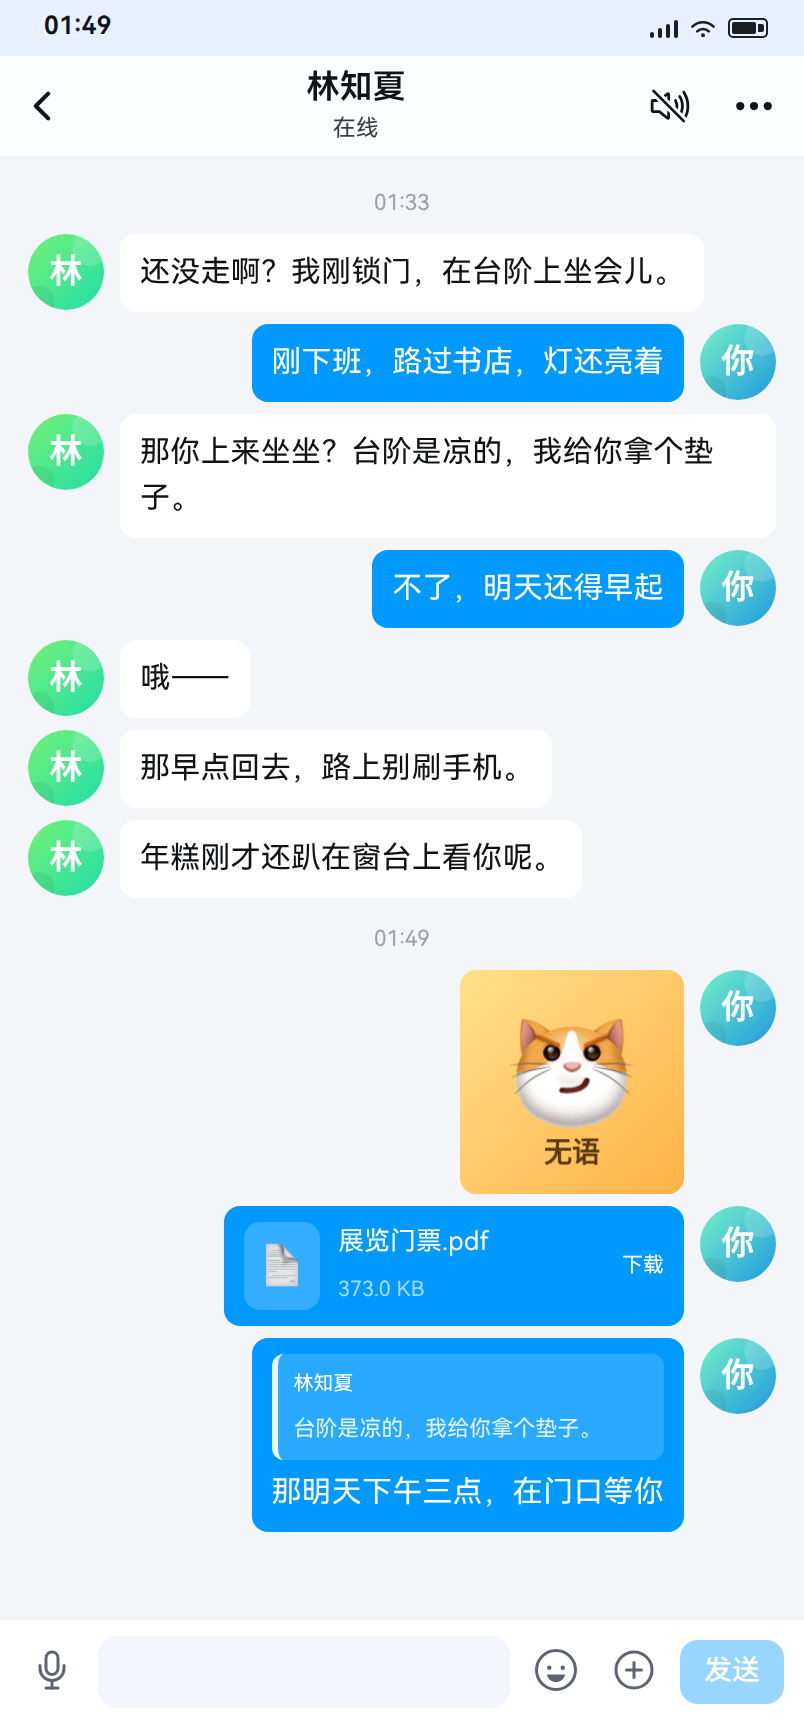 01:49
林知夏
在线
01:33
林
还没走啊？我刚锁门，在台阶上坐会儿。
刚下班，路过书店，灯还亮着
你
林
那你上来坐坐？台阶是凉的，我给你拿个垫
子。
不了，明天还得早起
你
林
哦——
林
那早点回去，路上别刷手机。
林
年糕刚才还趴在窗台上看你呢。
01:49
无语
你
展览门票.pdf
373.0 KB
下载
你
林知夏
台阶是凉的，我给你拿个垫子。
那明天下午三点，在门口等你
你
发送